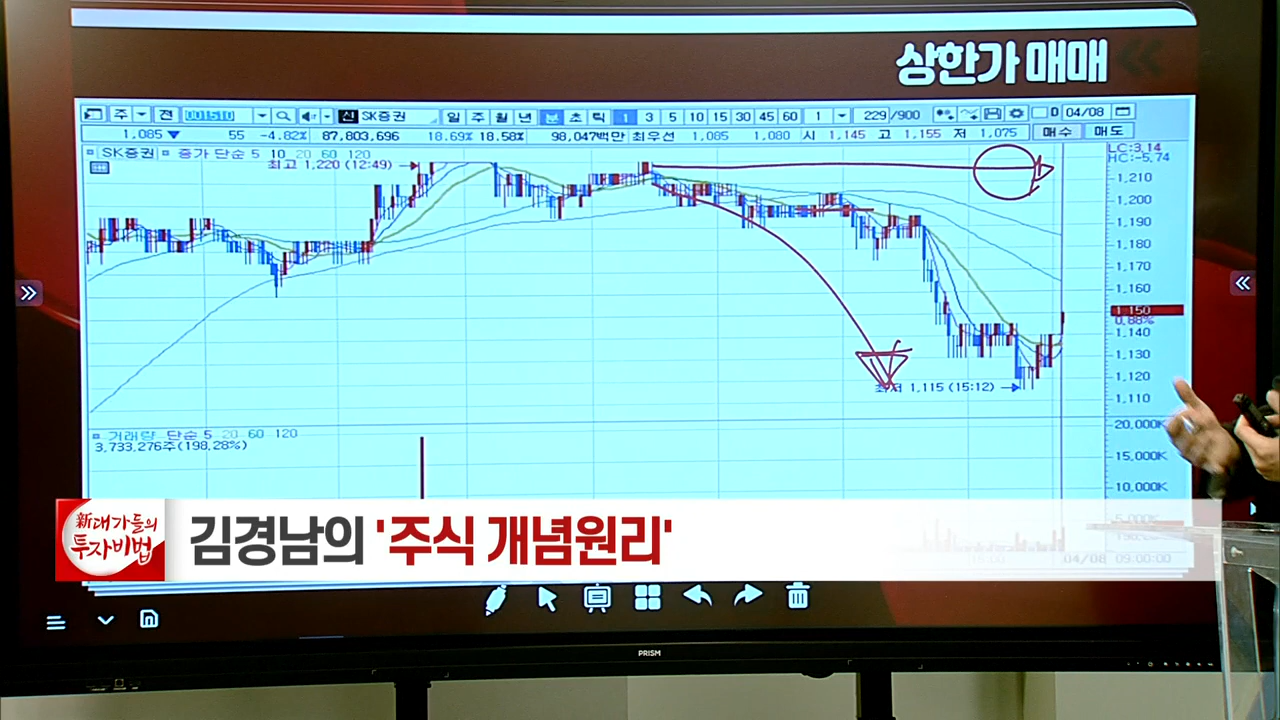 상한가 매매
주 전 001510 신 SK증권 일 주 월 년 분 초 틱 1 3 5 10 15 30 45 60 1 229/900 D 04/08
1,085▼ 55 -4.82% 87,803,696 18.69% 18.58% 98,047백만 최우선 1,085 1,080 시 1,145 고 1,155 저 1,075 매수 매도
SK증권 종가 단순 5 10 20 60 120
최고 1,220 (12:49)
LC:3.14
HC:-5.74
1,210
1,200
1,190
1,180
1,170
1,160
1,150
0.88%
1,140
1,130
1,120
1,110
최저 1,115 (15:12)
거래량 단순 5 20 60 120
3,733,276주(198.28%)
20,000K
15,000K
10,000K
5,000K
04/08 09:00:00
新대가들의
투자비법
김경남의 '주식 개념원리'
PRISM